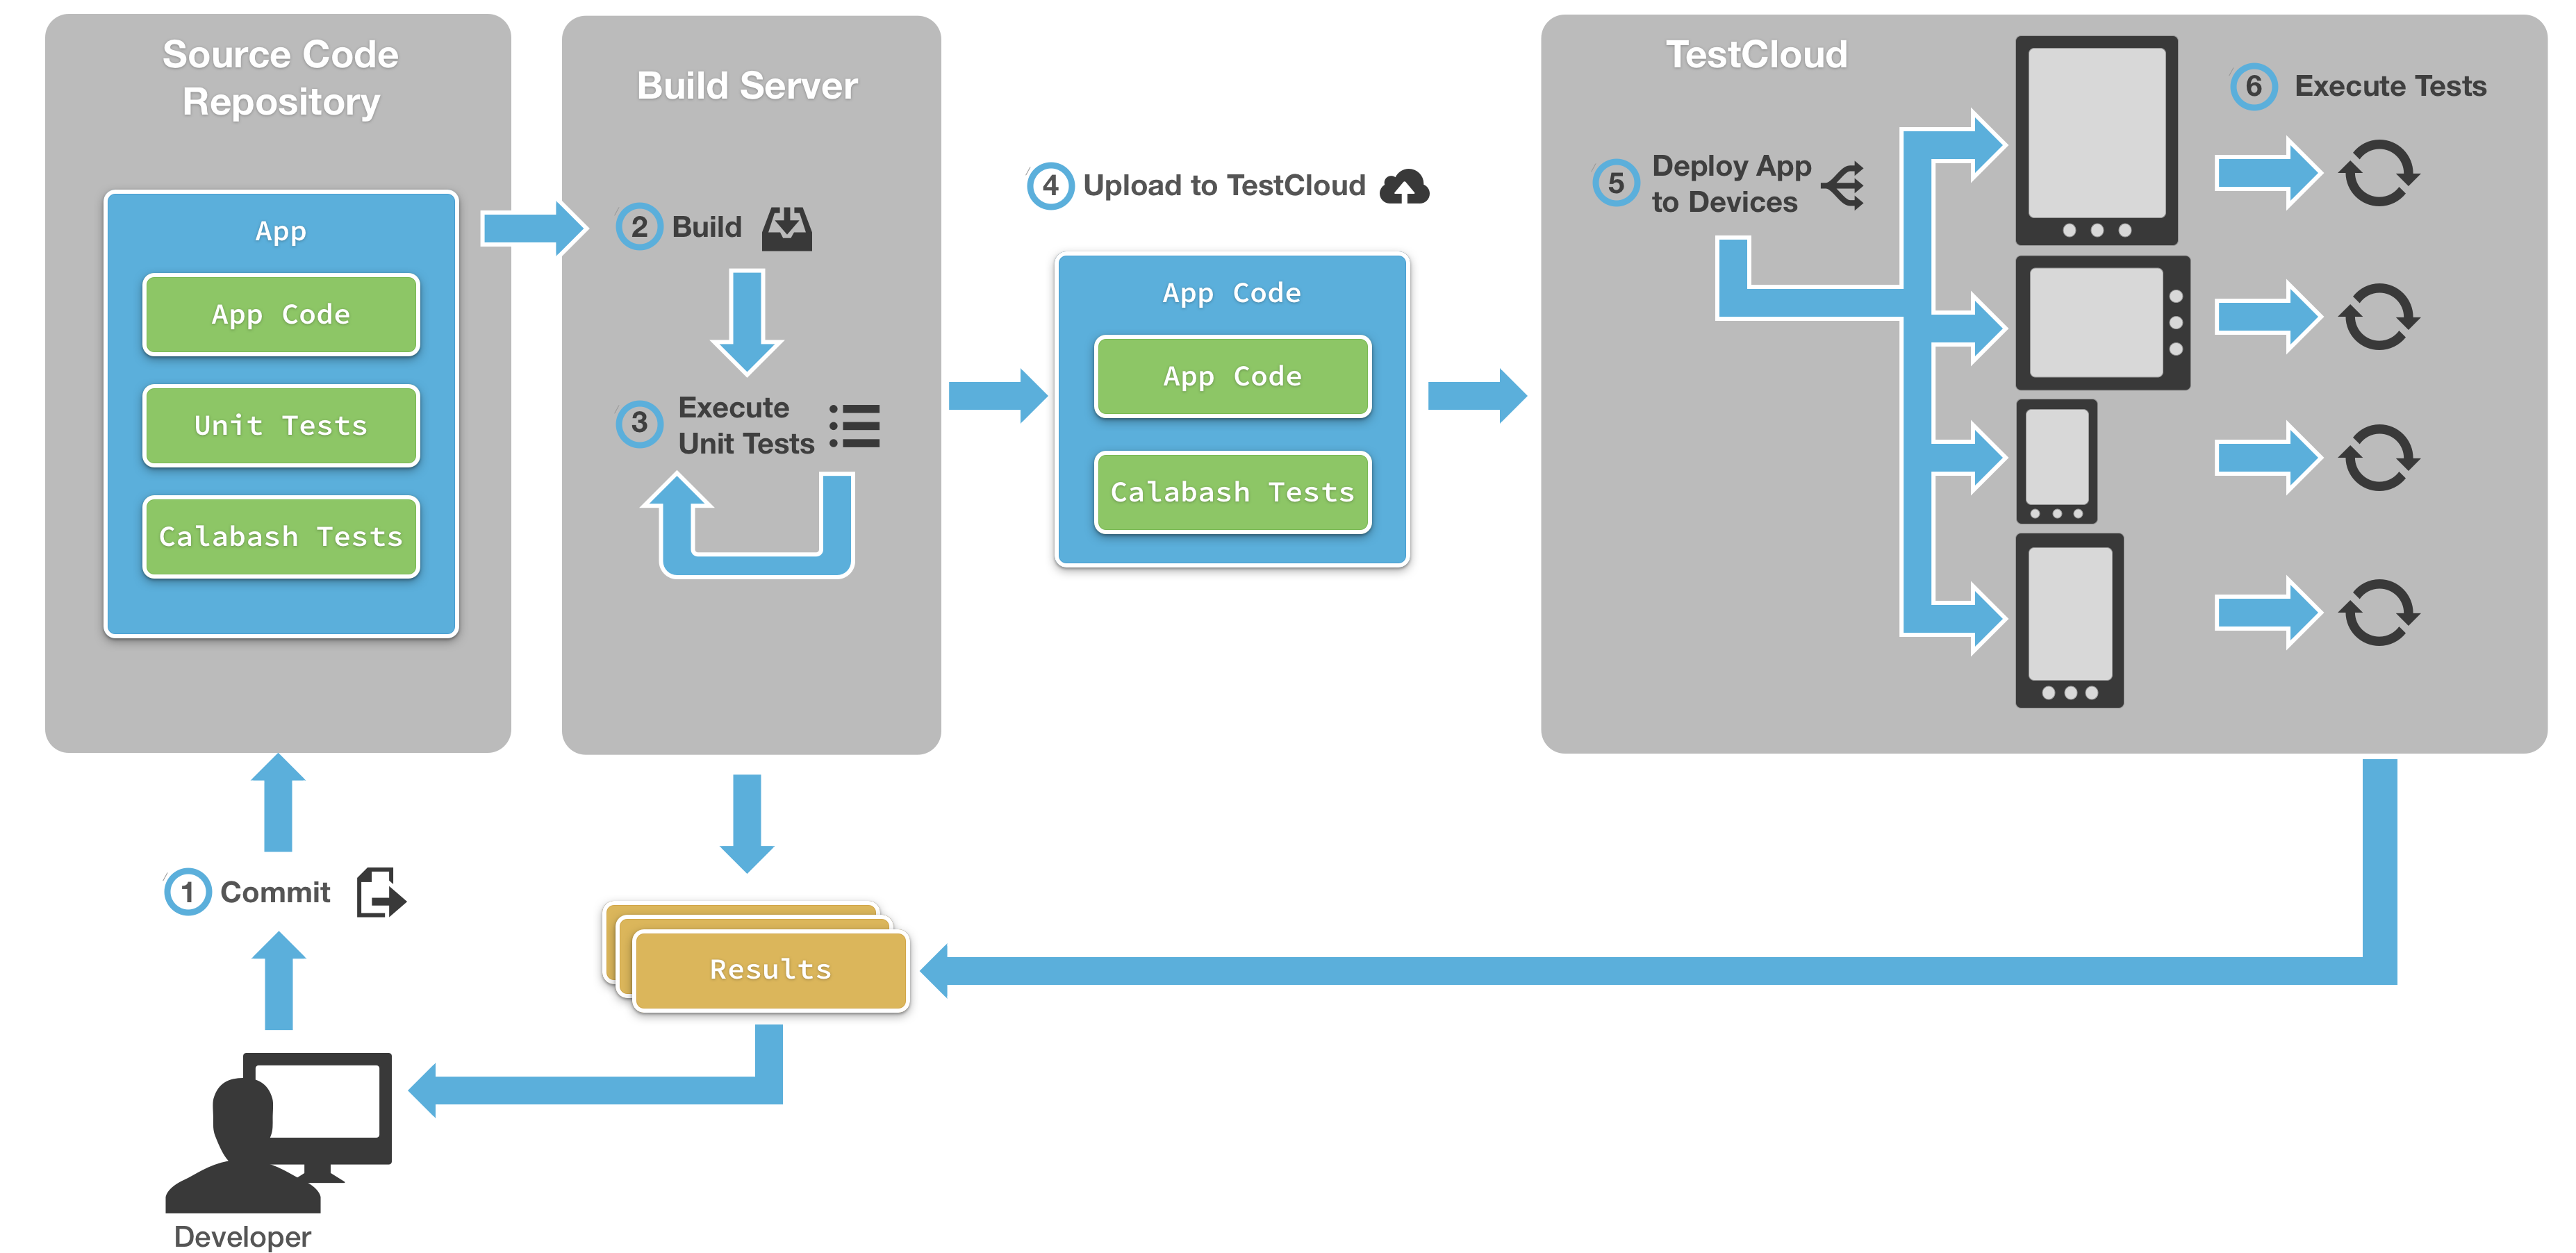 Source Code
Repository
App
App Code
Unit Tests
Calabash Tests
Build Server
2 Build
3 Execute
Unit Tests
4 Upload to TestCloud
App Code
App Code
Calabash Tests
TestCloud
5 Deploy App
to Devices
6 Execute Tests
1 Commit
Results
Developer